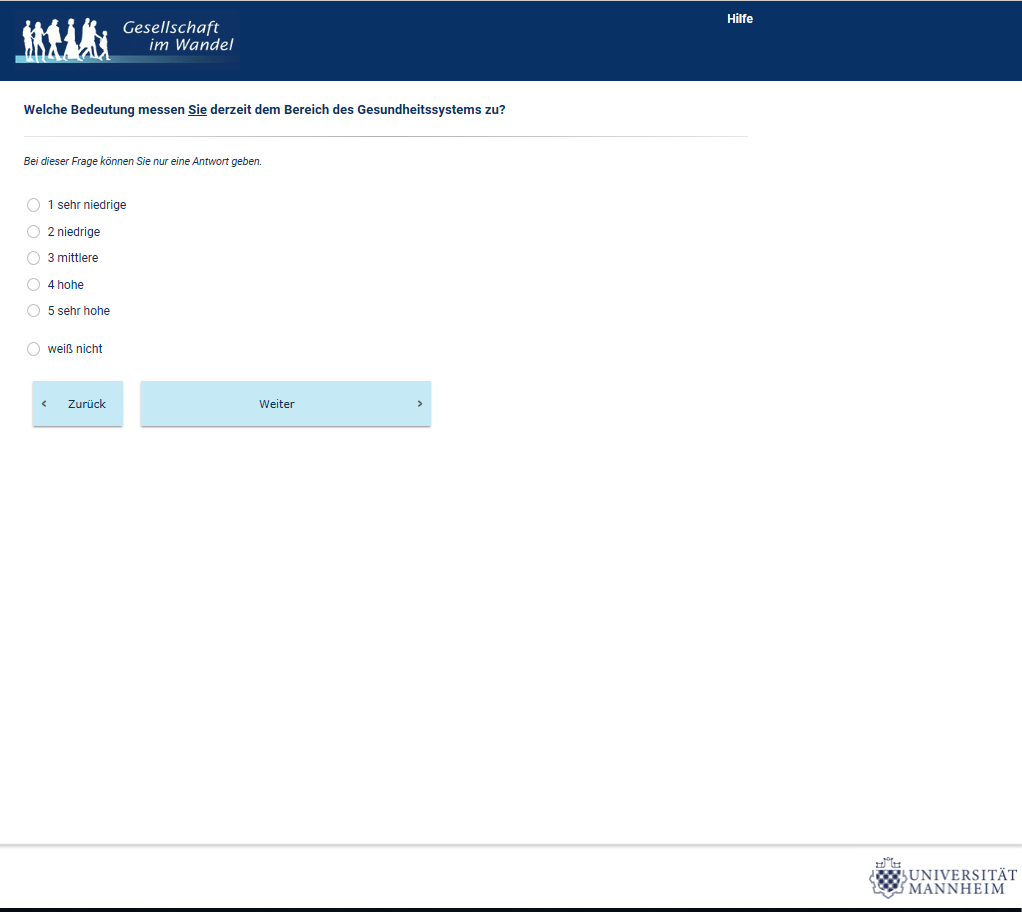 Gesellschaft
im Wandel
Hilfe
Welche Bedeutung messen Sie derzeit dem Bereich des Gesundheitssystems zu?
Bei dieser Frage können Sie nur eine Antwort geben.
1 sehr niedrige
2 niedrige
3 mittlere
4 hohe
5 sehr hohe
weiß nicht
‹ Zurück
Weiter ›
UNIVERSITÄT
MANNHEIM